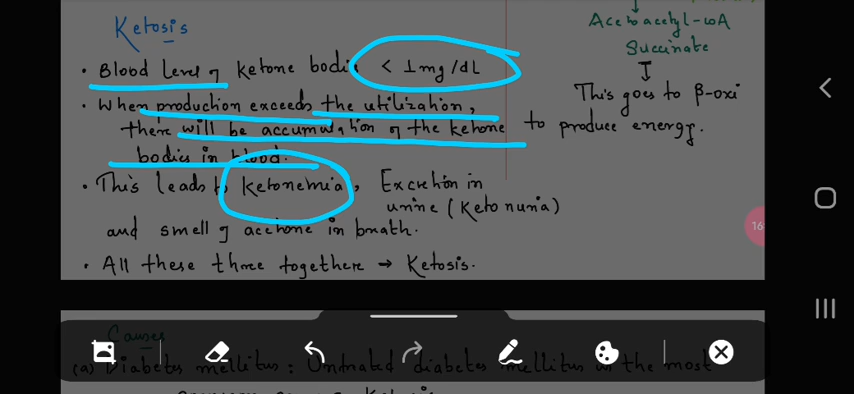 Ketosis
• Blood level of ketone bodi < 1mg/dL
• When production exceeds the utilization,
there will be accumulation of the ketone
bodies in blood.
• This leads to Ketonemia, Excretion in
urine (Ketonuria)
and smell of acetone in breath.
• All these three together → Ketosis.
Acetoacetyl-coA
Succinate
This goes to β-oxi
to produce energy.
16
Causes
(a) Diabetes mellitus: Untreated diabetes mellitus is the most